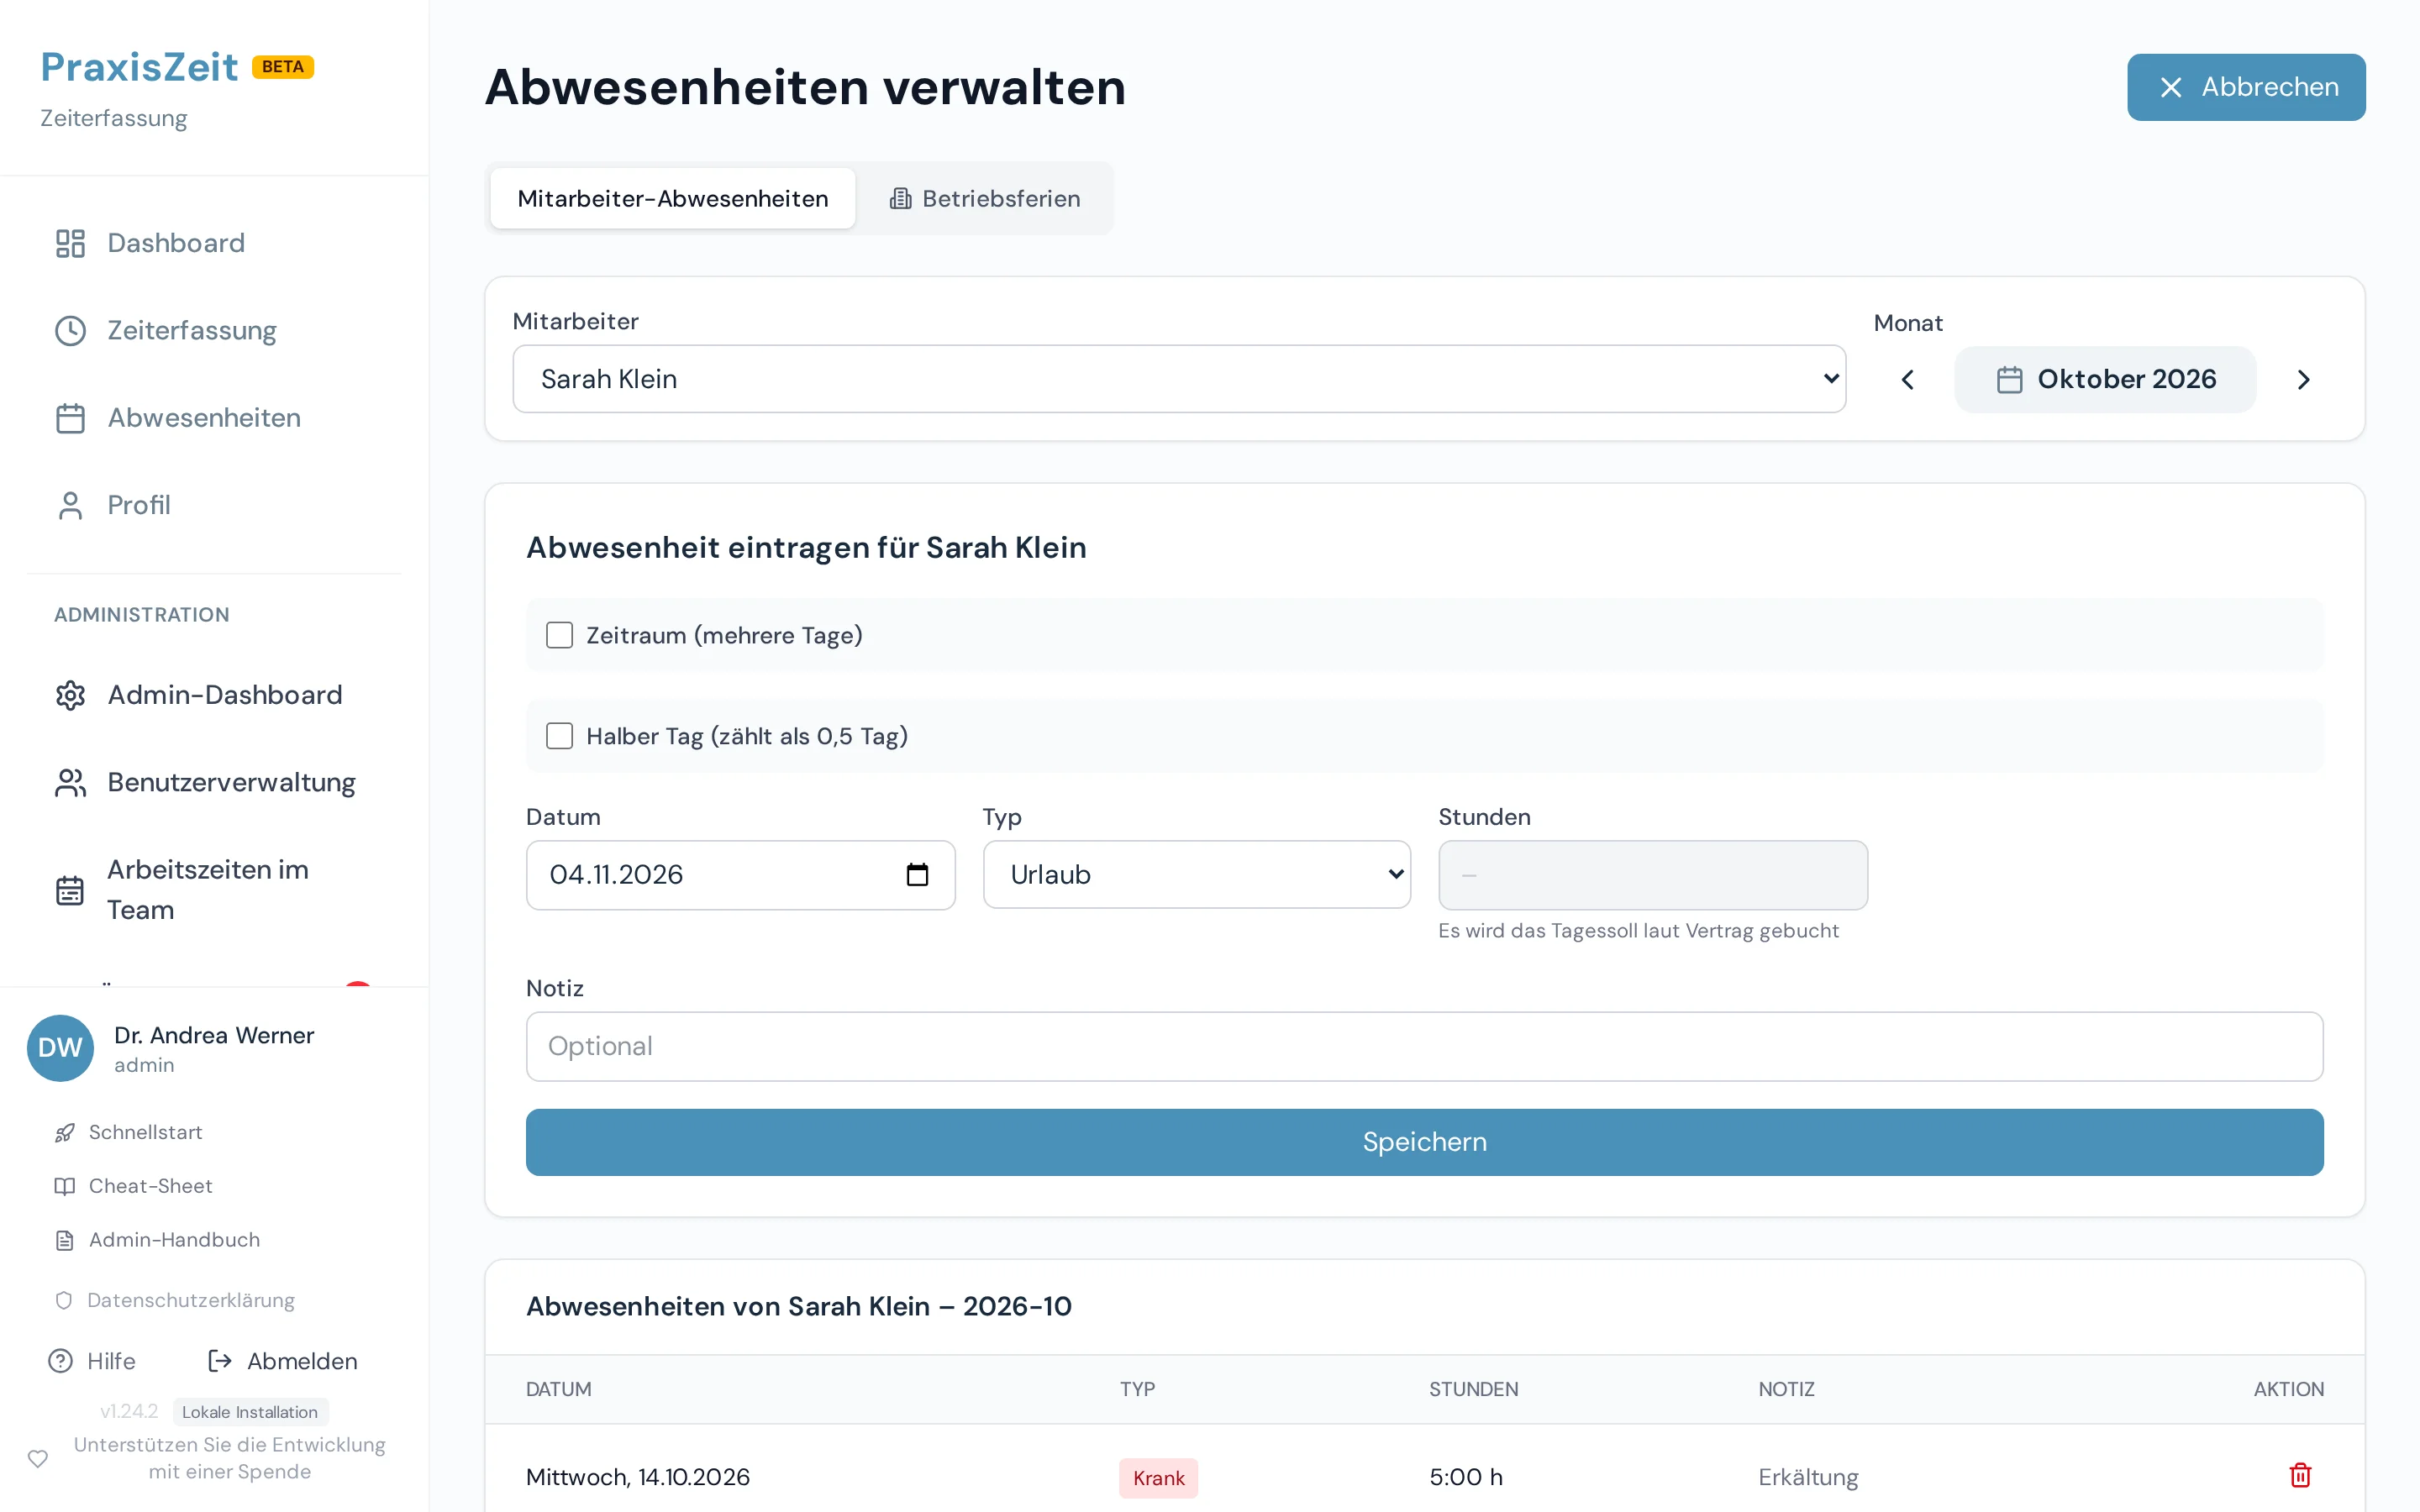 PraxisZeit BETA
Zeiterfassung
Dashboard
Zeiterfassung
Abwesenheiten
Profil
ADMINISTRATION
Admin-Dashboard
Benutzerverwaltung
Arbeitszeiten im
Team
DW
Dr. Andrea Werner
admin
Schnellstart
Cheat-Sheet
Admin-Handbuch
Datenschutzerklärung
Hilfe
Abmelden
v1.24.2 Lokale Installation
Unterstützen Sie die Entwicklung
mit einer Spende
Abwesenheiten verwalten
Abbrechen
Mitarbeiter-Abwesenheiten
Betriebsferien
Mitarbeiter
Sarah Klein
Monat
Oktober 2026
Abwesenheit eintragen für Sarah Klein
Zeitraum (mehrere Tage)
Halber Tag (zählt als 0,5 Tag)
Datum
04.11.2026
Typ
Urlaub
Stunden
–
Es wird das Tagessoll laut Vertrag gebucht
Notiz
Optional
Speichern
Abwesenheiten von Sarah Klein – 2026-10
DATUM TYP STUNDEN NOTIZ AKTION
Mittwoch, 14.10.2026 Krank 5:00 h Erkältung